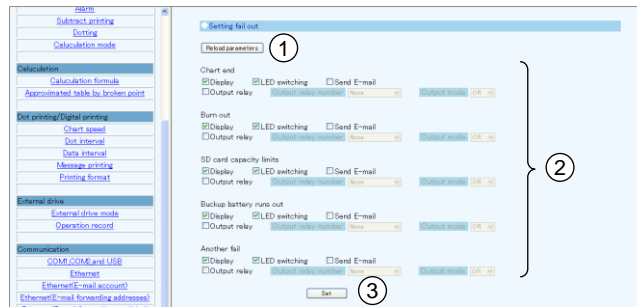 Alarm
Subtract printing
Dotting
Caluculation mode
Caluculation
Caluculation formula
Approximated table by broken point
Dot printing/Digital printing
Chart speed
Dot interval
Data interval
Message printing
Printing format
External drive
External drive mode
Operation record
Communication
COM1,COM2,and USB
Ethernet
Ethernet(E-mail account)
Ethernet(E-mail forwarding addresses)
Setting fail out
Reload parameters
1
Chart end
Display LED switching Send E-mail
Output relay Output relay number None Output mode OR
Burn out
Display LED switching Send E-mail
Output relay Output relay number None Output mode OR
SD card capacity limits
Display LED switching Send E-mail
Output relay Output relay number None Output mode OR
Buckup battery runs out
Display LED switching Send E-mail
Output relay Output relay number None Output mode OR
Another fail
Display LED switching Send E-mail
Output relay Output relay number None Output mode OR
2
Set
3